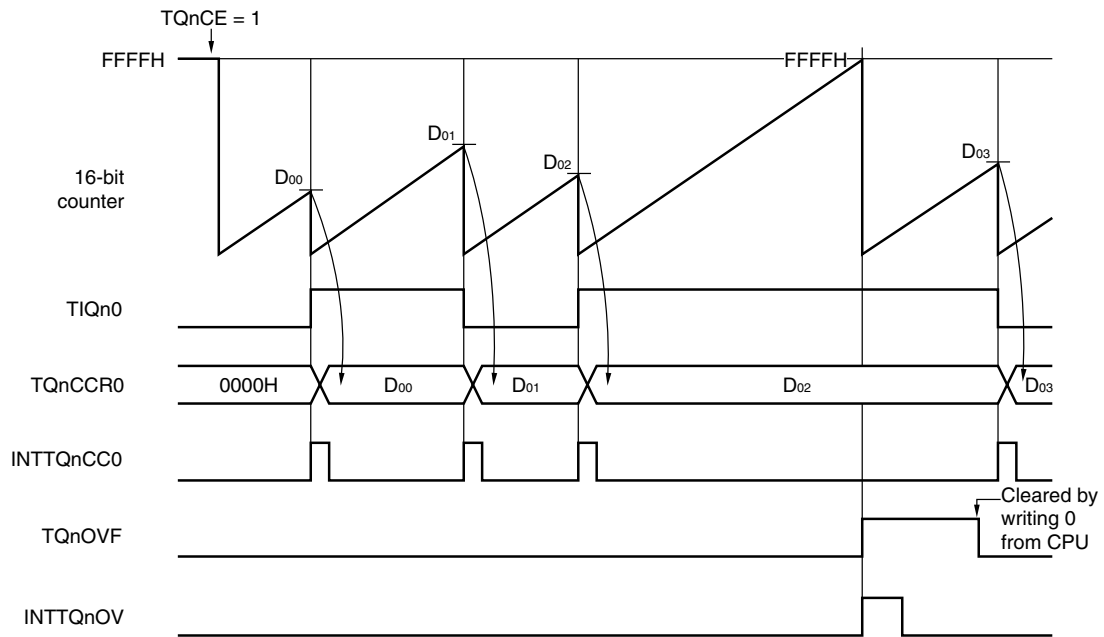 TQnCE = 1
FFFFH
FFFFH
D01
D02
D03
D00
16-bit
counter
TIQn0
TQnCCR0
0000H
D00
D01
D02
D03
INTTQnCC0
Cleared by
writing 0
from CPU
TQnOVF
INTTQnOV